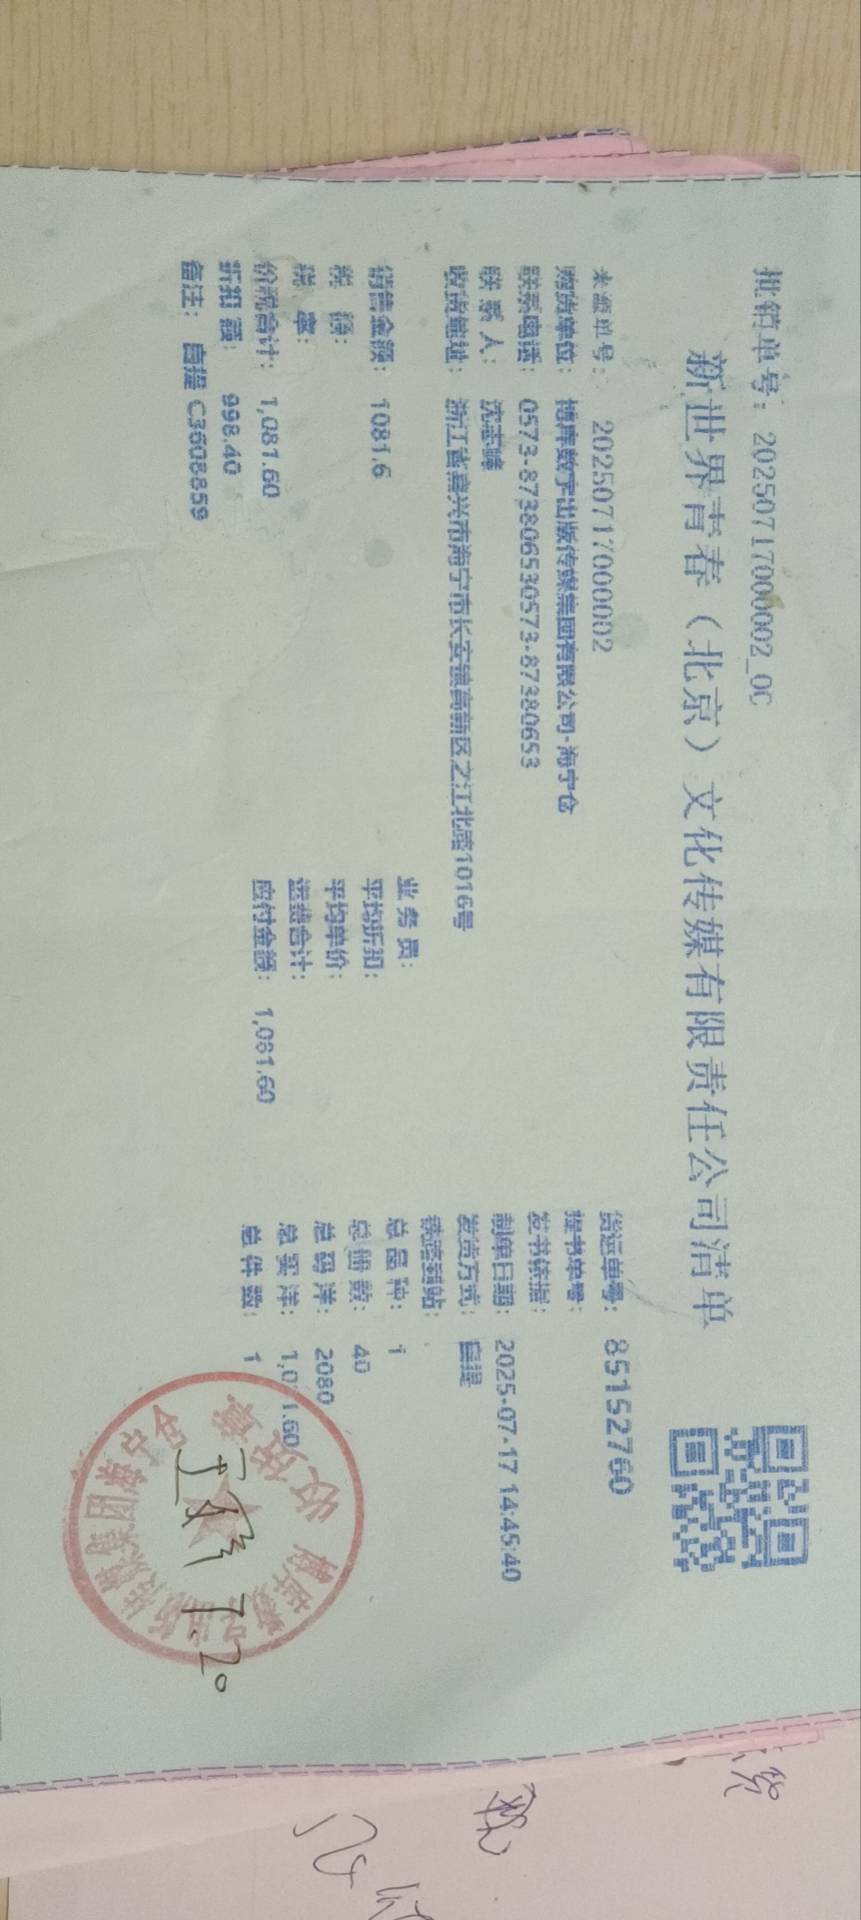 批销单号：20250717000002_0C
新世界青春（北京）文化传媒有限责任公司清单
来源单号：20250717000002
货运单号：85152760
购货单位：博库数字出版传媒集团有限公司-海宁仓
提书单号：
联系电话：0573-873806530573-87380653
发书依据：
联系人：沈志峰
制单日期：2025-07-17 14:45:40
收货地址：浙江省嘉兴市海宁市长安镇高新区之江北路1016号
发货方式：自提
业务员：
铁路到站：
销售金额：1081.6
平均折扣：
总品种：1
税额：
平均单价：
总册数：40
税率：
运费合计：
总码洋：2080
价税合计：1,081.60
应付金额：1,081.60
总实洋：1,0 1.60
折扣额：998.40
总件数：1
备注：自提 C3608859
收货章
7.20